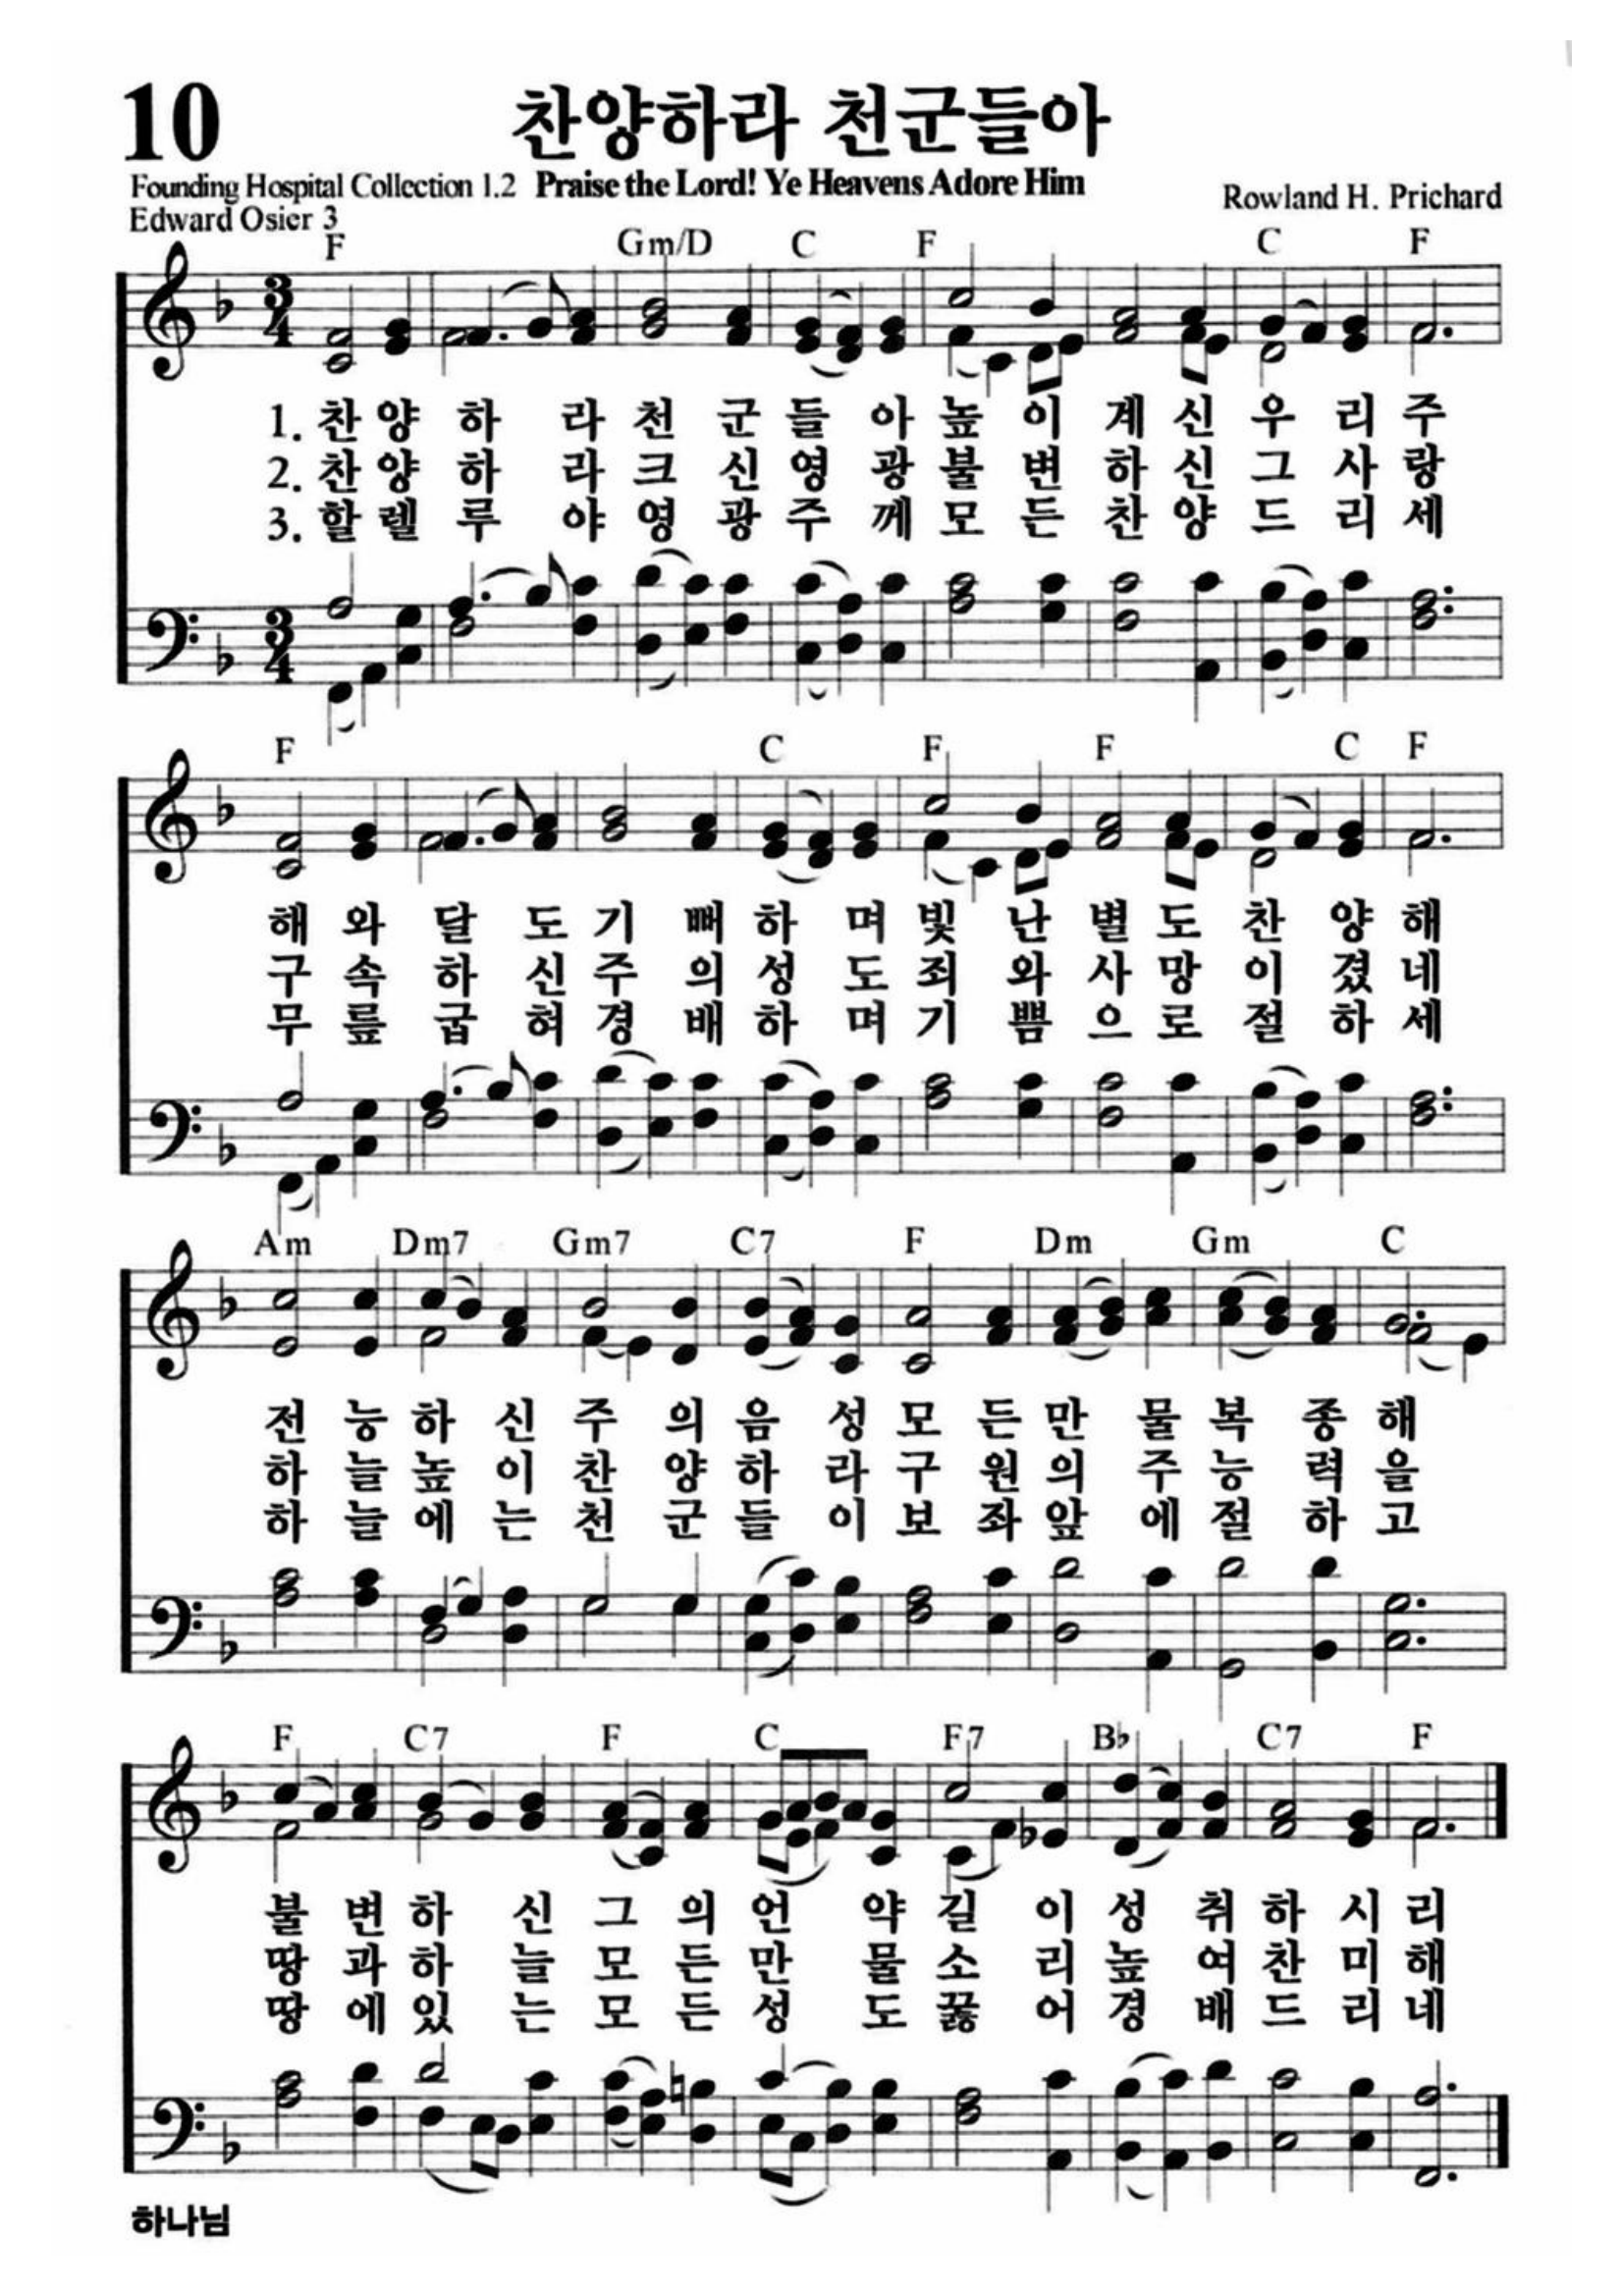 10
찬양하라 천군들아
Founding Hospital Collection 1.2 Praise the Lord! Ye Heavens Adore Him
Rowland H. Prichard
Edward Osier 3
F Gm/D C F C F
3 4
1. 찬 양 하 라 천 군 들 아 높 이 계 신 우 리 주
2. 찬 양 하 라 크 신 영 광 불 변 하 신 그 사 랑
3. 할 렐 루 야 영 광 주 께 모 든 찬 양 드 리 세
3 4
F C F F C F
해 와 달 도 기 뻐 하 며 빛 난 별 도 찬 양 해
구 속 하 신 주 의 성 도 죄 와 사 망 이 겼 네
무 릎 굽 혀 경 배 하 며 기 쁨 으 로 절 하 세
Am Dm7 Gm7 C7 F Dm Gm C
전 능 하 신 주 의 음 성 모 든 만 물 복 종 해
하 늘 높 이 찬 양 하 라 구 원 의 주 능 력 을
하 늘 에 는 천 군 들 이 보 좌 앞 에 절 하 고
F C7 F C F7 B♭ C7 F
불 변 하 신 그 의 언 약 길 이 성 취 하 시 리
땅 과 하 늘 모 든 만 물 소 리 높 여 찬 미 해
땅 에 있 는 모 든 성 도 꿇 어 경 배 드 리 네
하나님